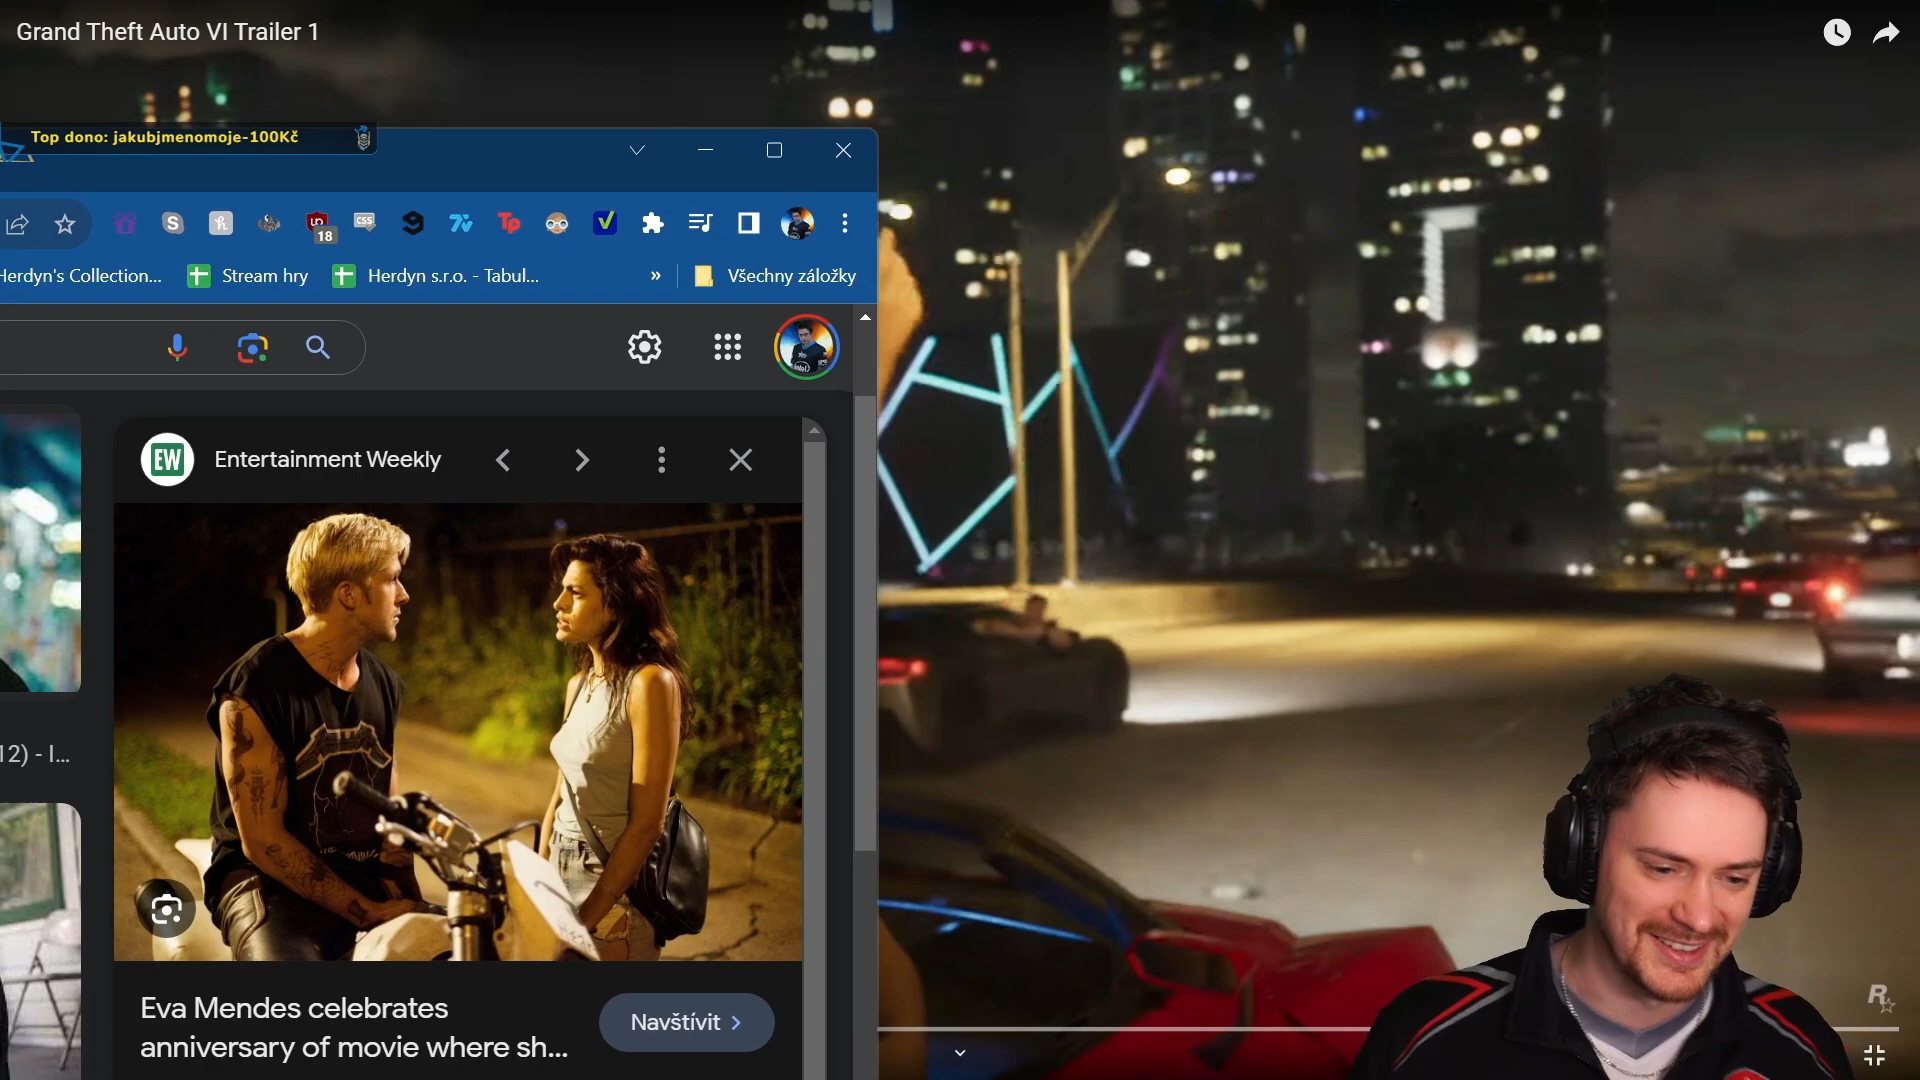 Grand Theft Auto VI Trailer 1
Top dono: jakubjmenomoje-100Kč
18
CSS
Herdyn's Collection...
Stream hry
Herdyn s.r.o. - Tabul...
»
Všechny záložky
EW
Entertainment Weekly
12) - I...
Eva Mendes celebrates
anniversary of movie where sh...
Navštívit